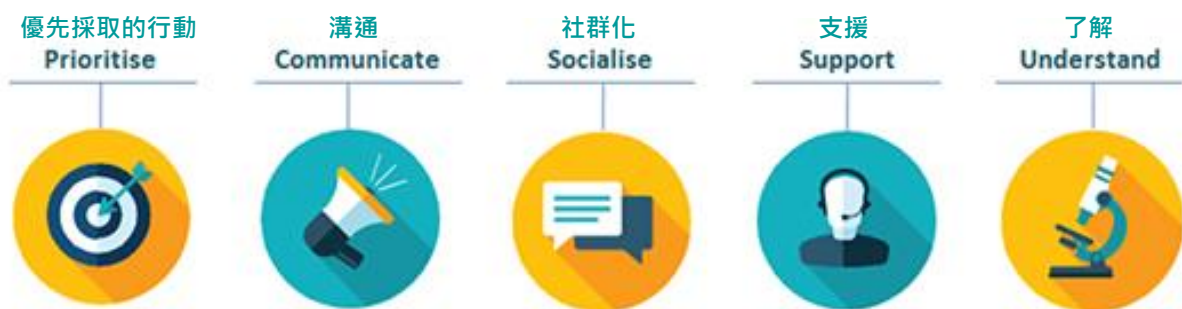 優先採取的行動
Prioritise
溝通
Communicate
社群化
Socialise
支援
Support
了解
Understand